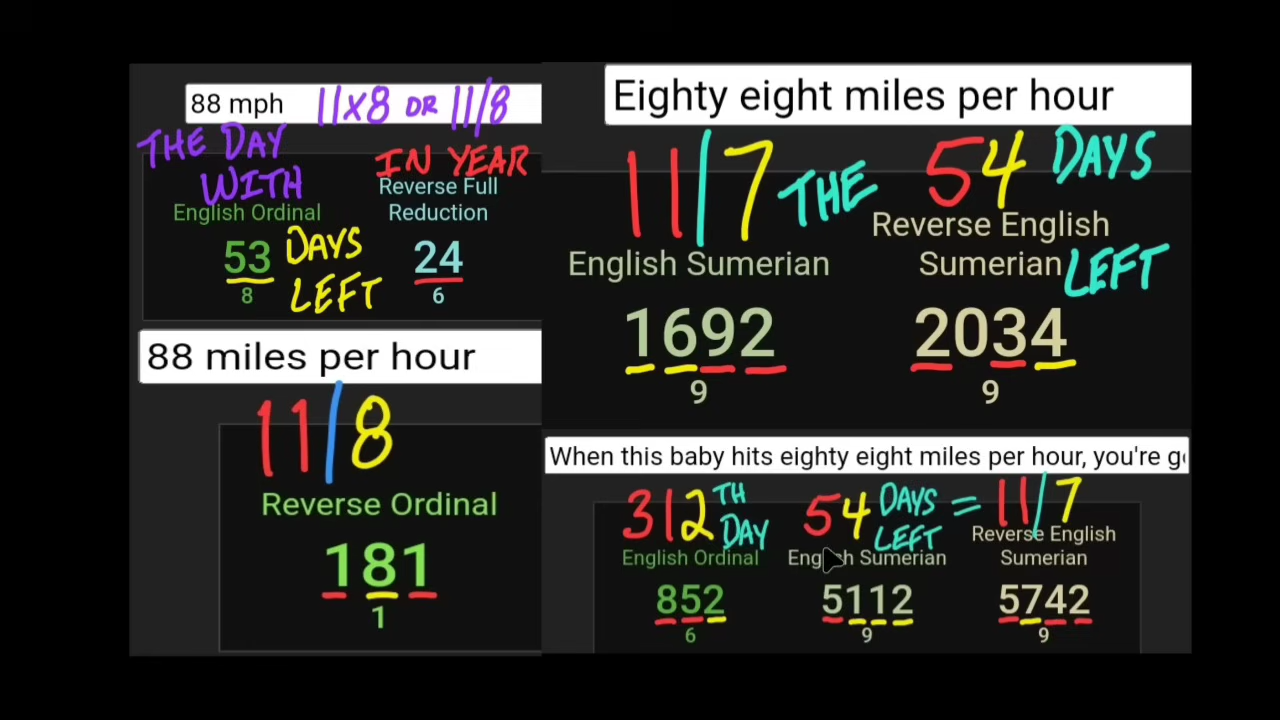 88 mph 11x8 OR 11/8
THE DAY WITH
IN YEAR
English Ordinal
Reverse Full
Reduction
53 DAYS LEFT
24
8
6
88 miles per hour
11/8
Reverse Ordinal
181
1
Eighty eight miles per hour
11/7 THE 54 DAYS LEFT
English Sumerian
Reverse English
Sumerian
1692
2034
9
9
When this baby hits eighty eight miles per hour, you're g
312TH DAY 54 DAYS LEFT = 11/7
English Ordinal
English Sumerian
Reverse English
Sumerian
852
5112
5742
6
9
9